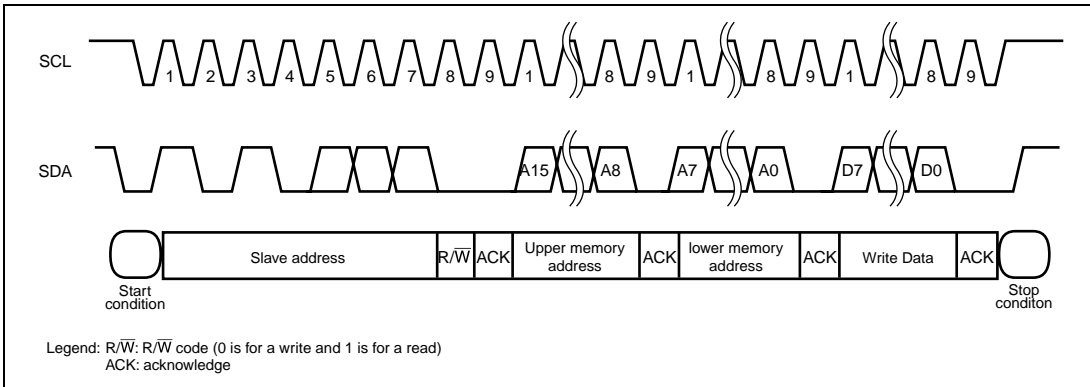 SCL
1 2 3 4 5 6 7 8 9 1 8 9 1 8 9 1 8 9
SDA
A15 A8 A7 A0 D7 D0
Slave address R/W̅ ACK Upper memory address ACK lower memory address ACK Write Data ACK
Start condition
Stop conditon
Legend: R/W̅: R/W̅ code (0 is for a write and 1 is for a read)
ACK: acknowledge